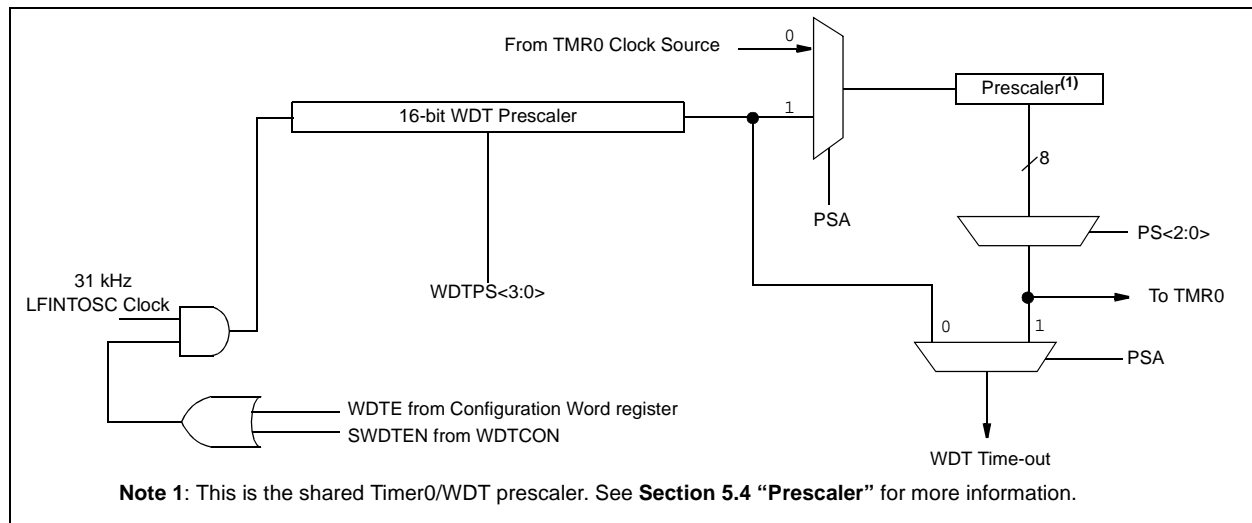 From TMR0 Clock Source
0
Prescaler(1)
16-bit WDT Prescaler
1
8
PSA
PS<2:0>
31 kHz
LFINTOSC Clock
WDTPS<3:0>
To TMR0
0
1
PSA
WDTE from Configuration Word register
SWDTEN from WDTCON
WDT Time-out
Note 1: This is the shared Timer0/WDT prescaler. See Section 5.4 “Prescaler” for more information.